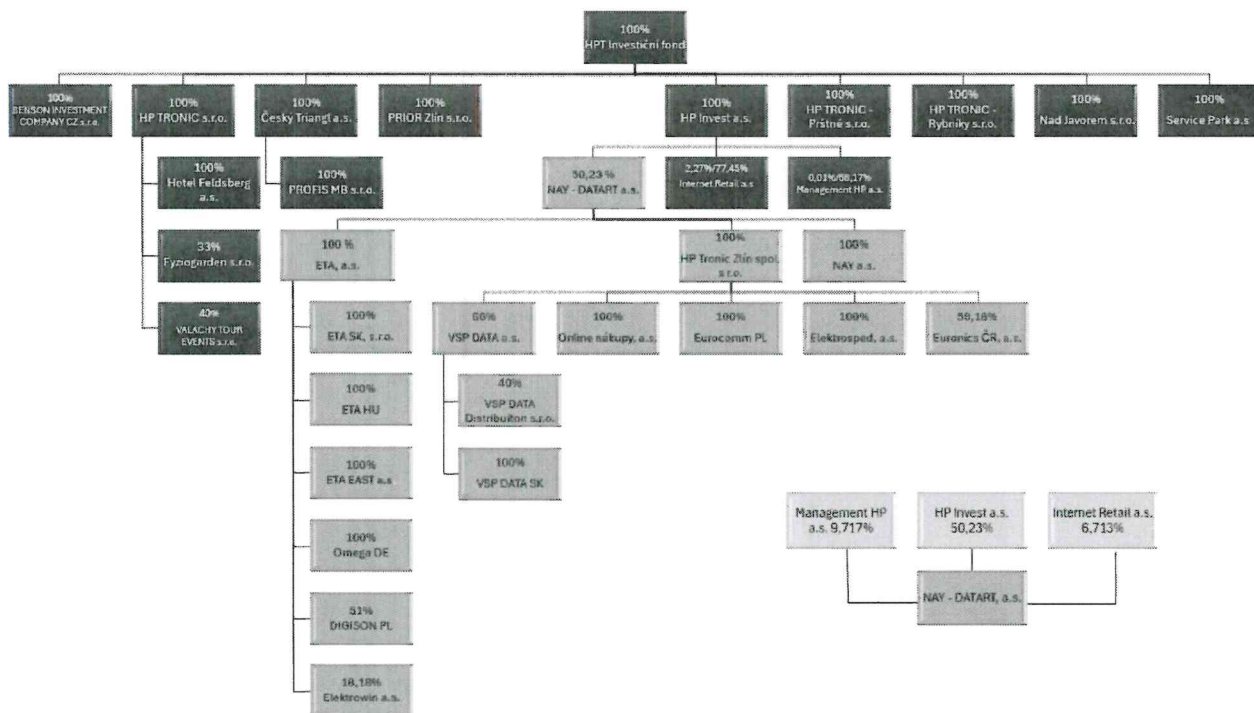 100%
HPT Investiční fond
100%
BENSON INVESTMENT
COMPANY CZ s.r.o.
100%
HP TRONIC s.r.o.
100%
Česky Triangl a.s.
100%
PRIOR Zlín s.r.o.
100%
HP Invest a.s.
100%
HP TRONIC -
Prštné s.r.o.
100%
HP TRONIC -
Rybníky s.r.o.
100%
Nad Javorem s.r.o.
100%
Service Park a.s
100%
Hotel Feldsberg
a.s.
100%
PROFIS MB s.r.o.
50,23 %
NAY - DATART a.s.
2,27%/77,45%
Internet Retail a.s
0,01%/68,17%
Management HP a.s.
33%
Fyziogarden s.r.o.
100 %
ETA, a.s.
100%
HP Tronic Zlín spol.
s.r.o.
100%
NAY a.s.
40%
VALACHY TOUR
EVENTS s.r.o.
100%
ETA SK, s.r.o.
VSP DATA a.s.
100%
Online nákupy, a.s.
100%
Eurocomm PL
100%
Elektrosped, a.s.
59,18%
Euronics ČR, a.s.
100%
ETA HU
40%
VSP DATA
Distribuiton s.r.o.
100%
ETA EAST a.s
100%
VSP DATA SK
100%
Omega DE
51%
DIGISON PL
18,18%
Elektrowin a.s.
Management HP
a.s. 9,717%
HP Invest a.s.
50,23%
Internet Retail a.s.
6,713%
NAY - DATART, a.s.